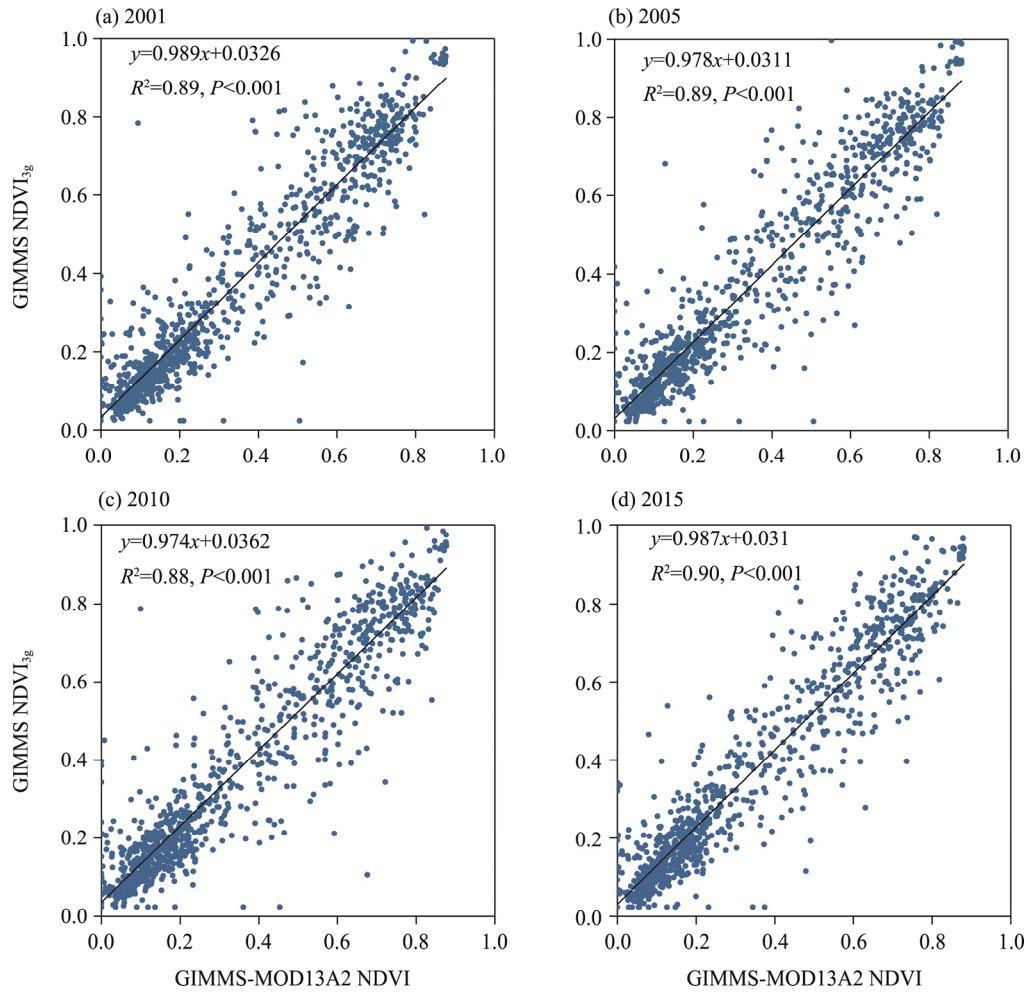 (a) 2001
y=0.989x+0.0326
R²=0.89, P<0.001
GIMMS NDVI₃g
1.0
0.8
0.6
0.4
0.2
0.0
0.0 0.2 0.4 0.6 0.8 1.0
(b) 2005
y=0.978x+0.0311
R²=0.89, P<0.001
1.0
0.8
0.6
0.4
0.2
0.0
0.0 0.2 0.4 0.6 0.8 1.0
(c) 2010
y=0.974x+0.0362
R²=0.88, P<0.001
GIMMS NDVI₃g
1.0
0.8
0.6
0.4
0.2
0.0
0.0 0.2 0.4 0.6 0.8 1.0
GIMMS-MOD13A2 NDVI
(d) 2015
y=0.987x+0.031
R²=0.90, P<0.001
1.0
0.8
0.6
0.4
0.2
0.0
0.0 0.2 0.4 0.6 0.8 1.0
GIMMS-MOD13A2 NDVI